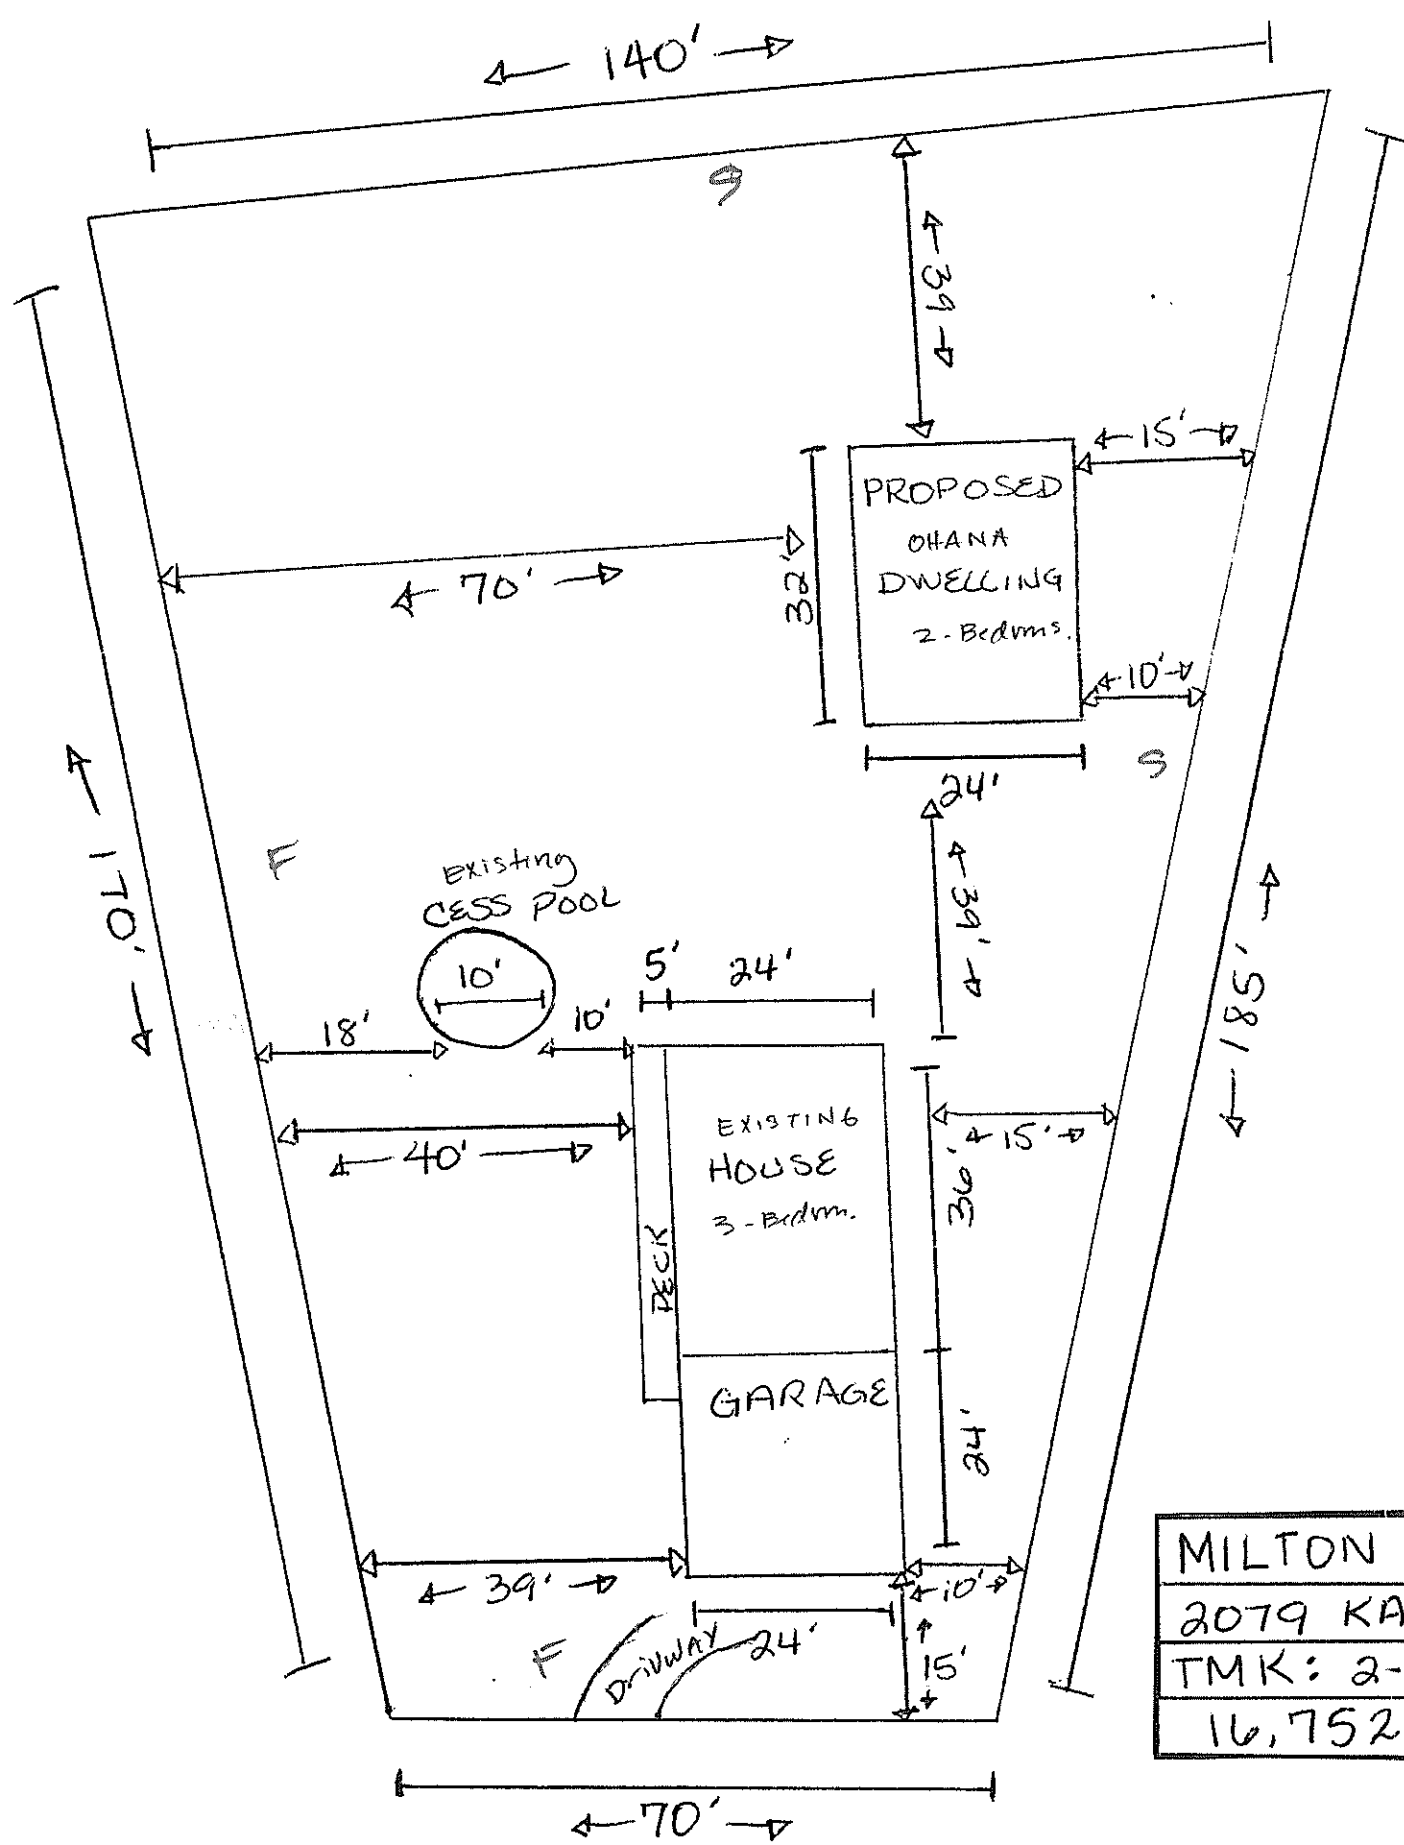 140'
S
39
15'
PROPOSED
OHANA
DWELLING
2-Bedrms.
70'
32'
10'
S
24'
170'
F
existing
CESS POOL
10'
5'
24'
39'
185'
18'
10'
EXISTING
HOUSE
3-Bedrm.
15'
40'
36'
DECK
GARAGE
24'
39'
10'
F
DriVWAY
24'
15'
70'
MILTON
2079 KA
TMK: 2-
16,752